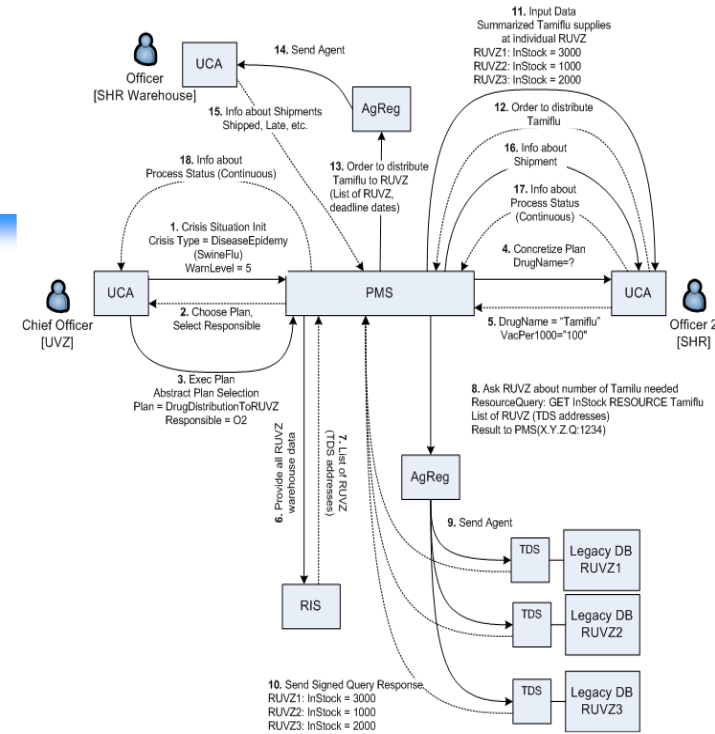 11. Input Data
Summarized Tamiflu supplies
at individual RUVZ
RUVZ1: InStock = 3000
RUVZ2: InStock = 1000
RUVZ3: InStock = 2000
14. Send Agent
UCA
Officer
[SHR Warehouse]
AgReg
15. Info about Shipments
Shipped, Late, etc.
12. Order to distribute
Tamiflu
16. Info about
Shipment
13. Order to distribute
Tamiflu to RUVZ
(List of RUVZ,
deadline dates)
17. Info about
Process Status
(Continuous)
18. Info about
Process Status (Continuous)
1. Crisis Situation Init
Crisis Type = DiseaseEpidemy
(SwineFlu)
WarnLevel = 5
4. Concretize Plan
DrugName=?
UCA
PMS
UCA
Chief Officer
[UVZ]
2. Choose Plan,
Select Responsible
5. DrugName = "Tamiflu"
VacPer1000="100"
Officer 2
[SHR]
3. Exec Plan
Abstract Plan Selection
Plan = DrugDistributionToRUVZ
Responsible = O2
8. Ask RUVZ about number of Tamilu needed
ResourceQuery: GET InStock RESOURCE Tamiflu
List of RUVZ (TDS addresses)
Result to PMS(X.Y.Z.Q:1234)
6. Provide all RUVZ
warehouse data
7. List of RUVZ
(TDS addresses)
AgReg
9. Send Agent
TDS
Legacy DB
RUVZ1
RIS
TDS
Legacy DB
RUVZ2
10. Send Signed Query Response
RUVZ1: InStock = 3000
RUVZ2: InStock = 1000
RUVZ3: InStock = 2000
TDS
Legacy DB
RUVZ3